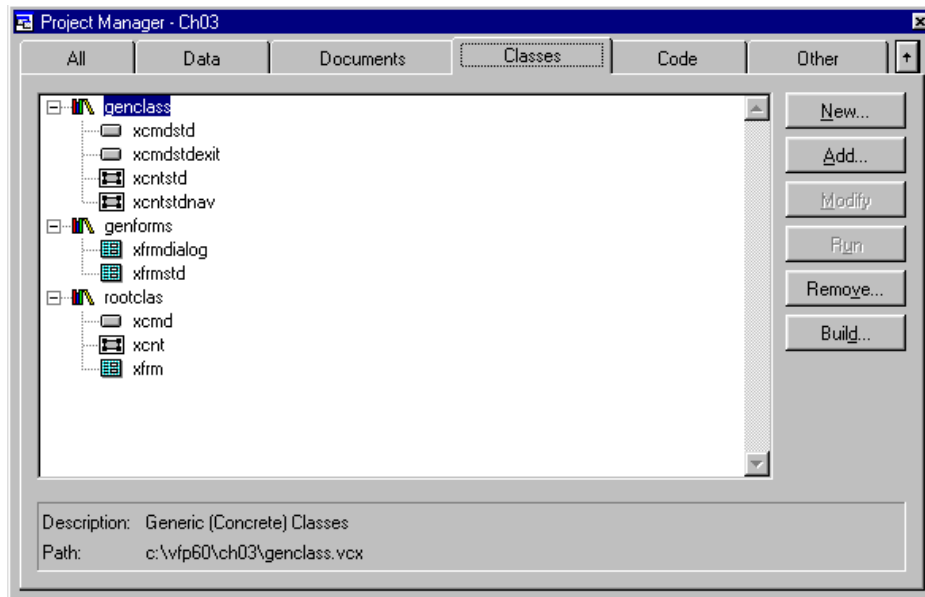 Project Manager - Ch03
All Data Documents Classes Code Other
genclass
xcmdstd
xcmdstdexit
xcntstd
xcntstdnav
genforms
xfrmdialog
xfrmstd
rootclas
xcmd
xcnt
xfrm
New...
Add...
Modify
Run
Remove...
Build...
Description: Generic (Concrete) Classes
Path: c:\vfp60\ch03\genclass.vcx